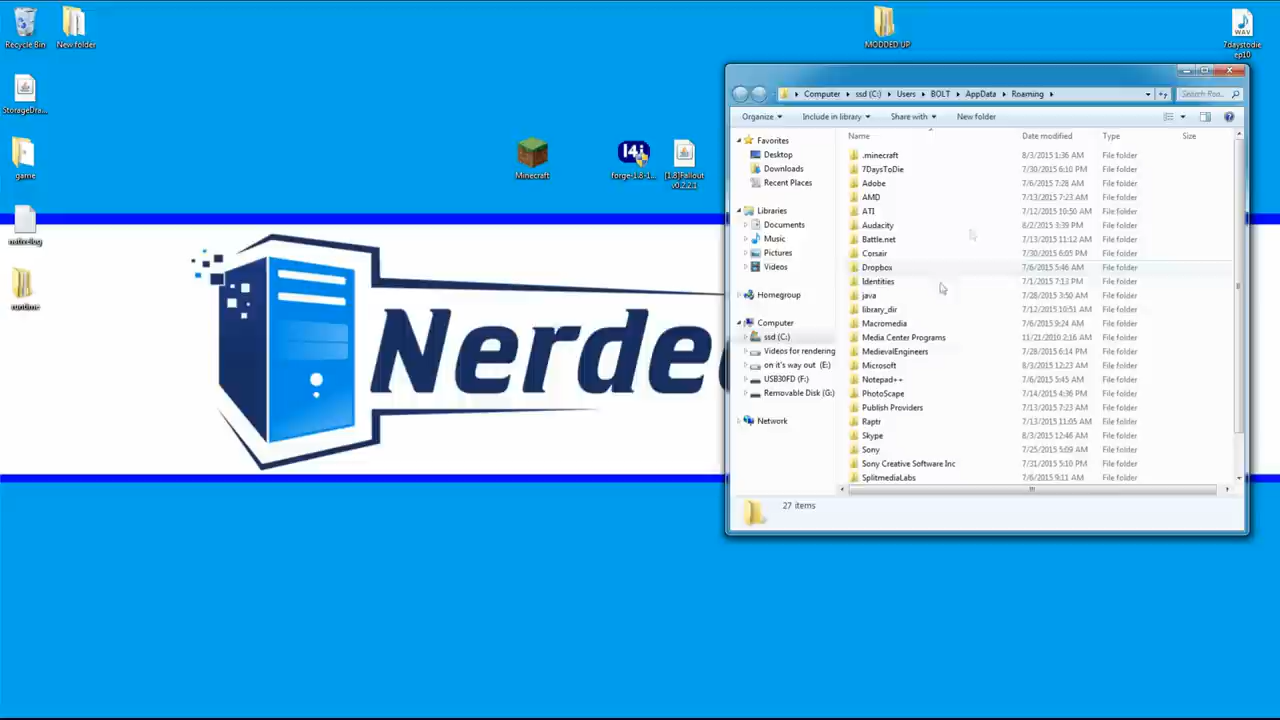 Recycle Bin
New folder
MODDED UP
7daystodie
ep10
StorageDra...
game
Minecraft
forge-1.8-1...
[1.8]Fallout
v0.2.2.1
nativelog
runtime
Nerde
Computer
ssd (C:)
Users
BOLT
AppData
Roaming
Search Roa...
Organize
Include in library
Share with
New folder
Favorites
Desktop
Downloads
Recent Places
Libraries
Documents
Music
Pictures
Videos
Homegroup
Computer
ssd (C:)
Videos for rendering
on it's way out (E:)
USB30FD (F:)
Removable Disk (G:)
Network
Name Date modified Type Size
.minecraft 8/3/2015 1:36 AM File folder
7DaysToDie 7/30/2015 6:10 PM File folder
Adobe 7/6/2015 7:28 AM File folder
AMD 7/13/2015 7:23 AM File folder
ATI 7/12/2015 10:50 AM File folder
Audacity 8/2/2015 3:39 PM File folder
Battle.net 7/13/2015 11:12 AM File folder
Corsair 7/30/2015 6:05 PM File folder
Dropbox 7/6/2015 5:46 AM File folder
Identities 7/1/2015 7:13 PM File folder
java 7/28/2015 3:50 AM File folder
library_dir 7/12/2015 10:51 AM File folder
Macromedia 7/6/2015 9:24 AM File folder
Media Center Programs 11/21/2010 2:16 AM File folder
MedievalEngineers 7/28/2015 6:14 PM File folder
Microsoft 8/3/2015 12:23 AM File folder
Notepad++ 7/6/2015 5:45 AM File folder
PhotoScape 7/14/2015 4:36 PM File folder
Publish Providers 7/13/2015 7:23 AM File folder
Raptr 7/13/2015 11:05 AM File folder
Skype 8/3/2015 12:46 AM File folder
Sony 7/25/2015 5:09 AM File folder
Sony Creative Software Inc 7/31/2015 5:10 PM File folder
SplitmediaLabs 7/6/2015 9:11 AM File folder
27 items